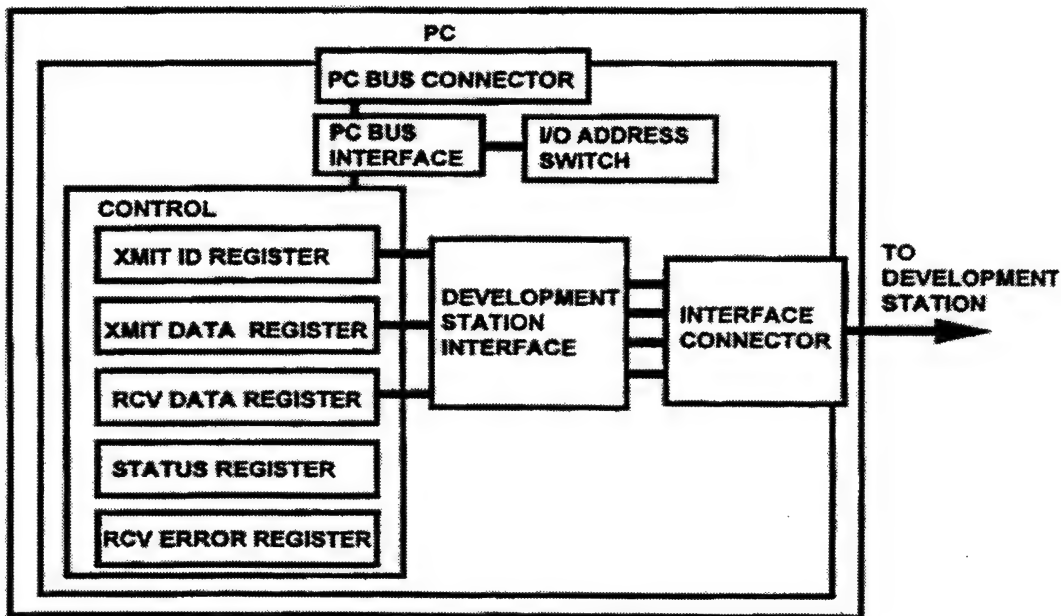 PC
PC BUS CONNECTOR
PC BUS
INTERFACE
I/O ADDRESS
SWITCH
CONTROL
XMIT ID REGISTER
XMIT DATA REGISTER
RCV DATA REGISTER
STATUS REGISTER
RCV ERROR REGISTER
DEVELOPMENT
STATION
INTERFACE
INTERFACE
CONNECTOR
TO
DEVELOPMENT
STATION